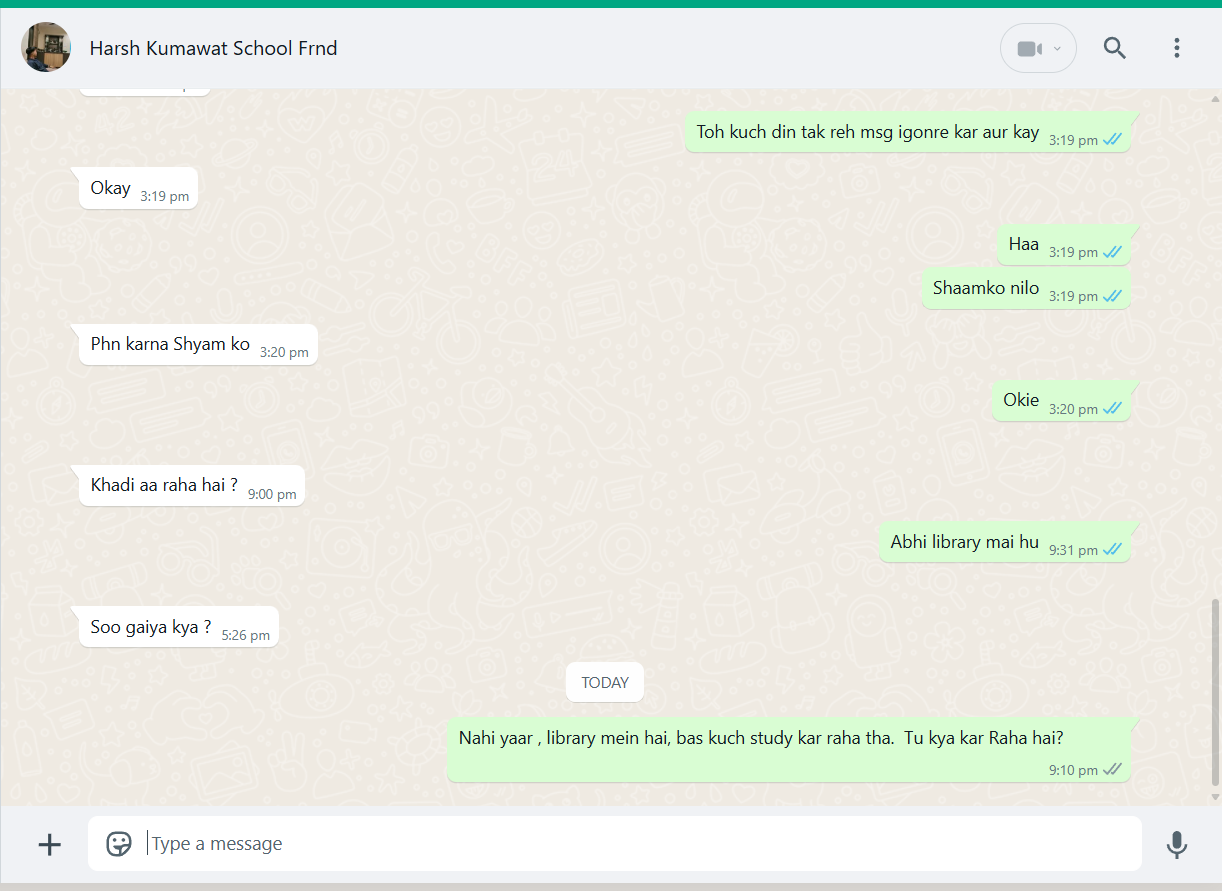 Harsh Kumawat School Frnd
Toh kuch din tak reh msg igonre kar aur kay 3:19 pm
Okay 3:19 pm
Haa 3:19 pm
Shaamko nilo 3:19 pm
Phn karna Shyam ko 3:20 pm
Okie 3:20 pm
Khadi aa raha hai ? 9:00 pm
Abhi library mai hu 9:31 pm
Soo gaiya kya ? 5:26 pm
TODAY
Nahi yaar , library mein hai, bas kuch study kar raha tha.  Tu kya kar Raha hai?
9:10 pm
Type a message